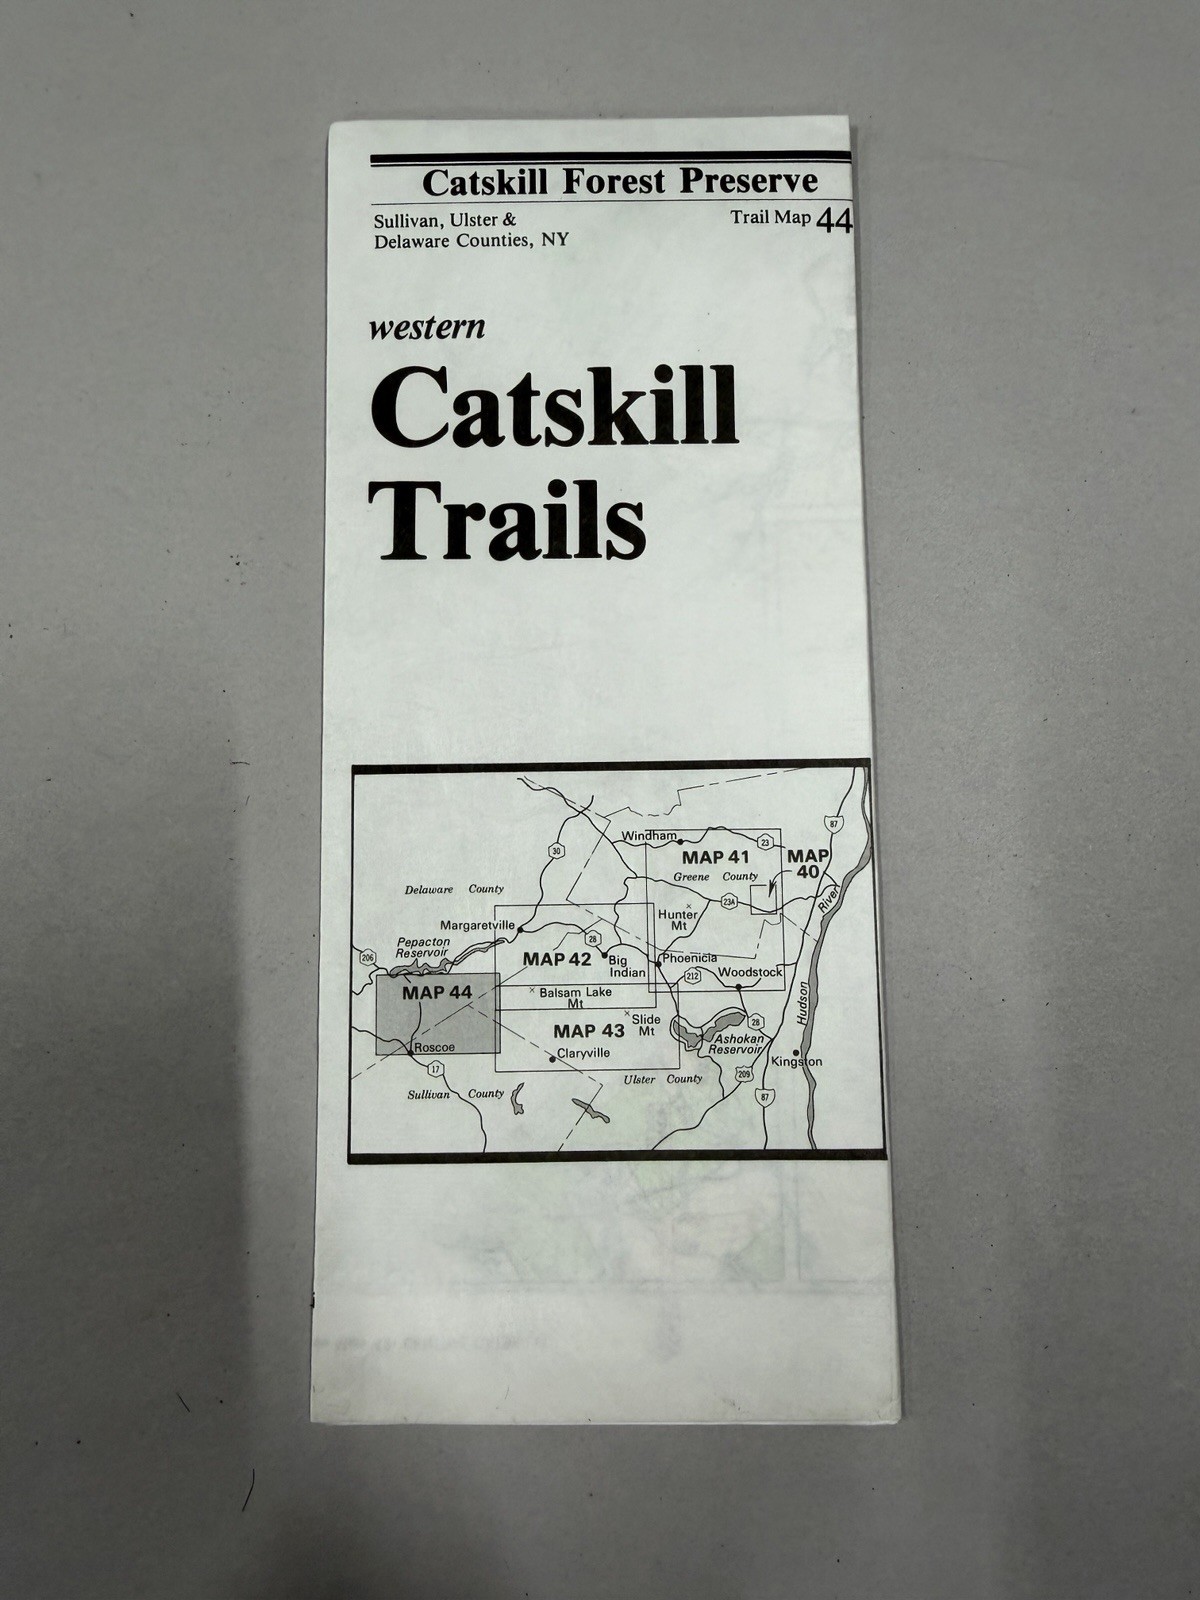 Catskill Forest Preserve
Sullivan, Ulster &
Delaware Counties, NY
Trail Map 44
western
Catskill
Trails
87
Windham
23
30
MAP 41
MAP
40
Greene County
Delaware County
23A
River
Hunter
Mt
Margaretville
28
Pepacton
Reservoir
206
MAP 42
Big
Indian
Phoenicia
212
Woodstock
MAP 44
Balsam Lake
Mt
Hudson
Slide
Mt
28
MAP 43
Ashokan
Reservoir
Roscoe
Claryville
Kingston
17
209
Ulster County
Sullivan County
87